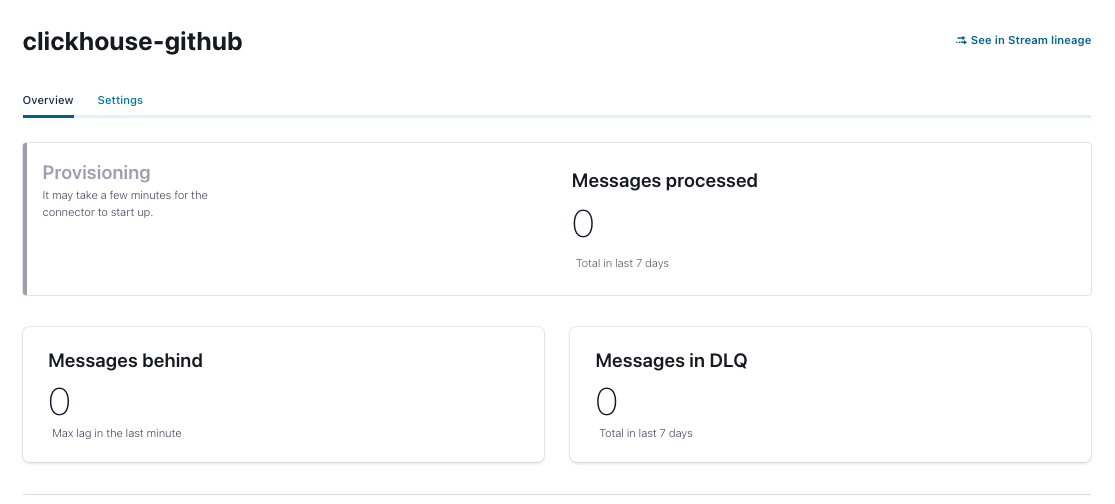 clickhouse-github
See in Stream lineage
Overview Settings
Provisioning
It may take a few minutes for the
connector to start up.
Messages processed
0
Total in last 7 days
Messages behind
0
Max lag in the last minute
Messages in DLQ
0
Total in last 7 days